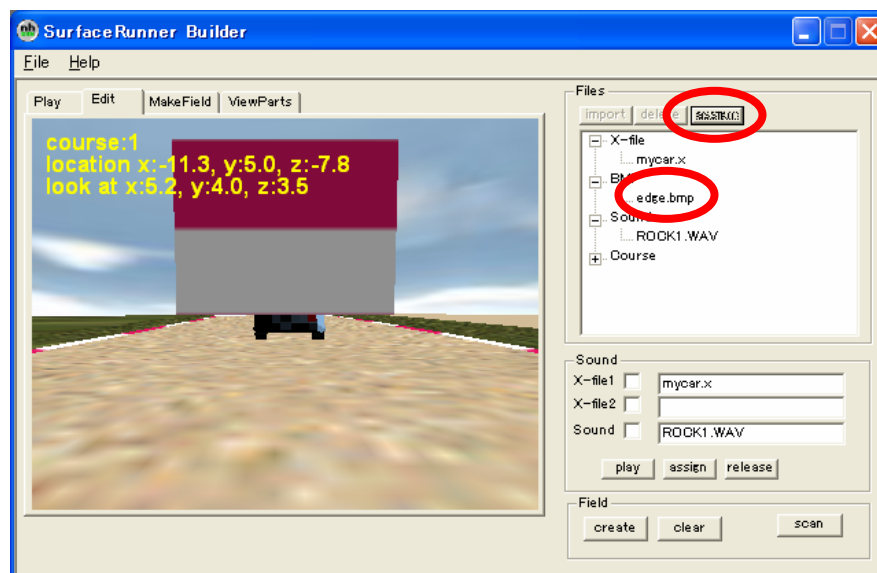 SurfaceRunner Builder
File Help
Play Edit MakeField ViewParts
course:1
location x:-11.3, y:5.0, z:-7.8
look at x:5.2, y:4.0, z:3.5
Files
import
X-file
mycar.x
edge.bmp
Sound
ROCK1.WAV
Course
Sound
X-file1 mycar.x
X-file2
Sound ROCK1.WAV
play assign release
Field
create clear scan